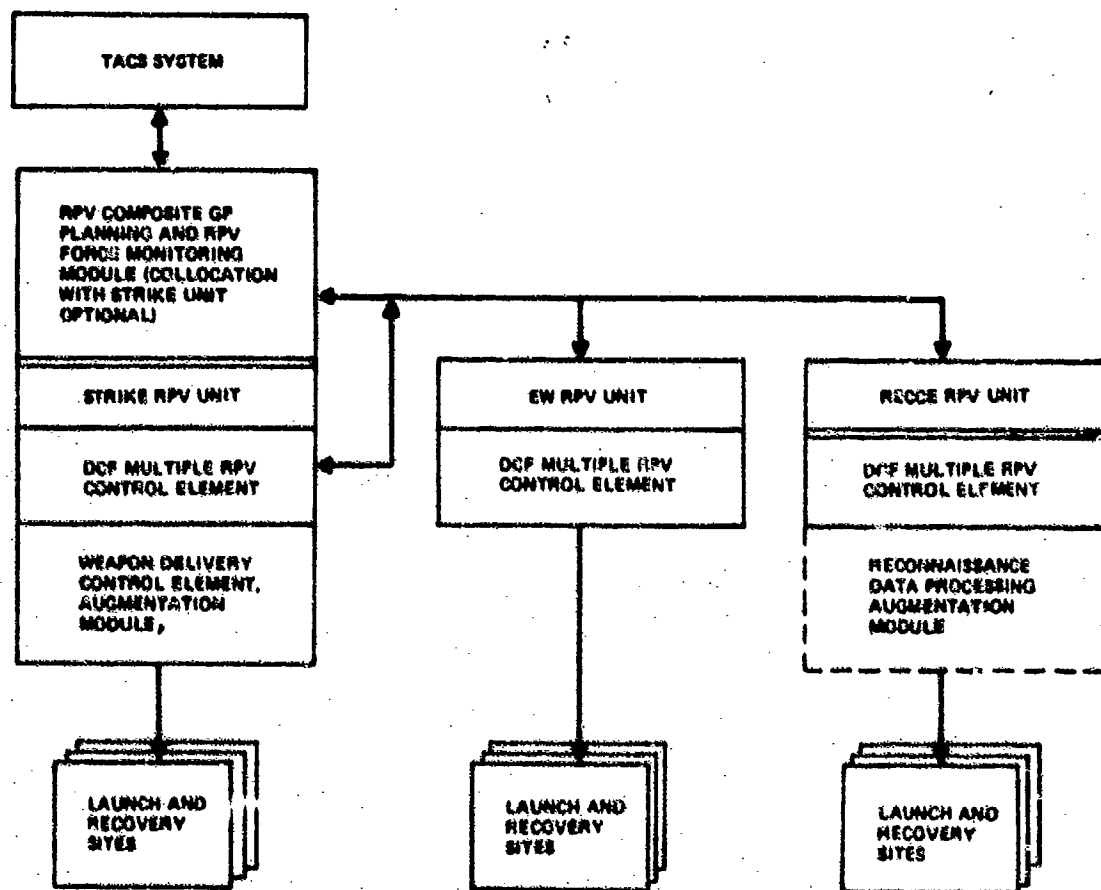 TACS SYSTEM
RPV COMPOSITE GP
PLANNING AND RPV
FORCE MONITORING
MODULE (COLLOCATION
WITH STRIKE UNIT
OPTIONAL)
STRIKE RPV UNIT
DCF MULTIPLE RPV
CONTROL ELEMENT
WEAPON DELIVERY
CONTROL ELEMENT,
AUGMENTATION
MODULE,
LAUNCH AND
RECOVERY
SITES
EW RPV UNIT
DCF MULTIPLE RPV
CONTROL ELEMENT
LAUNCH AND
RECOVERY
SITES
RECCE RPV UNIT
DCF MULTIPLE RPV
CONTROL ELEMENT
RECONNAISSANCE
DATA PROCESSING
AUGMENTATION
MODULE
LAUNCH AND
RECOVERY
SITES